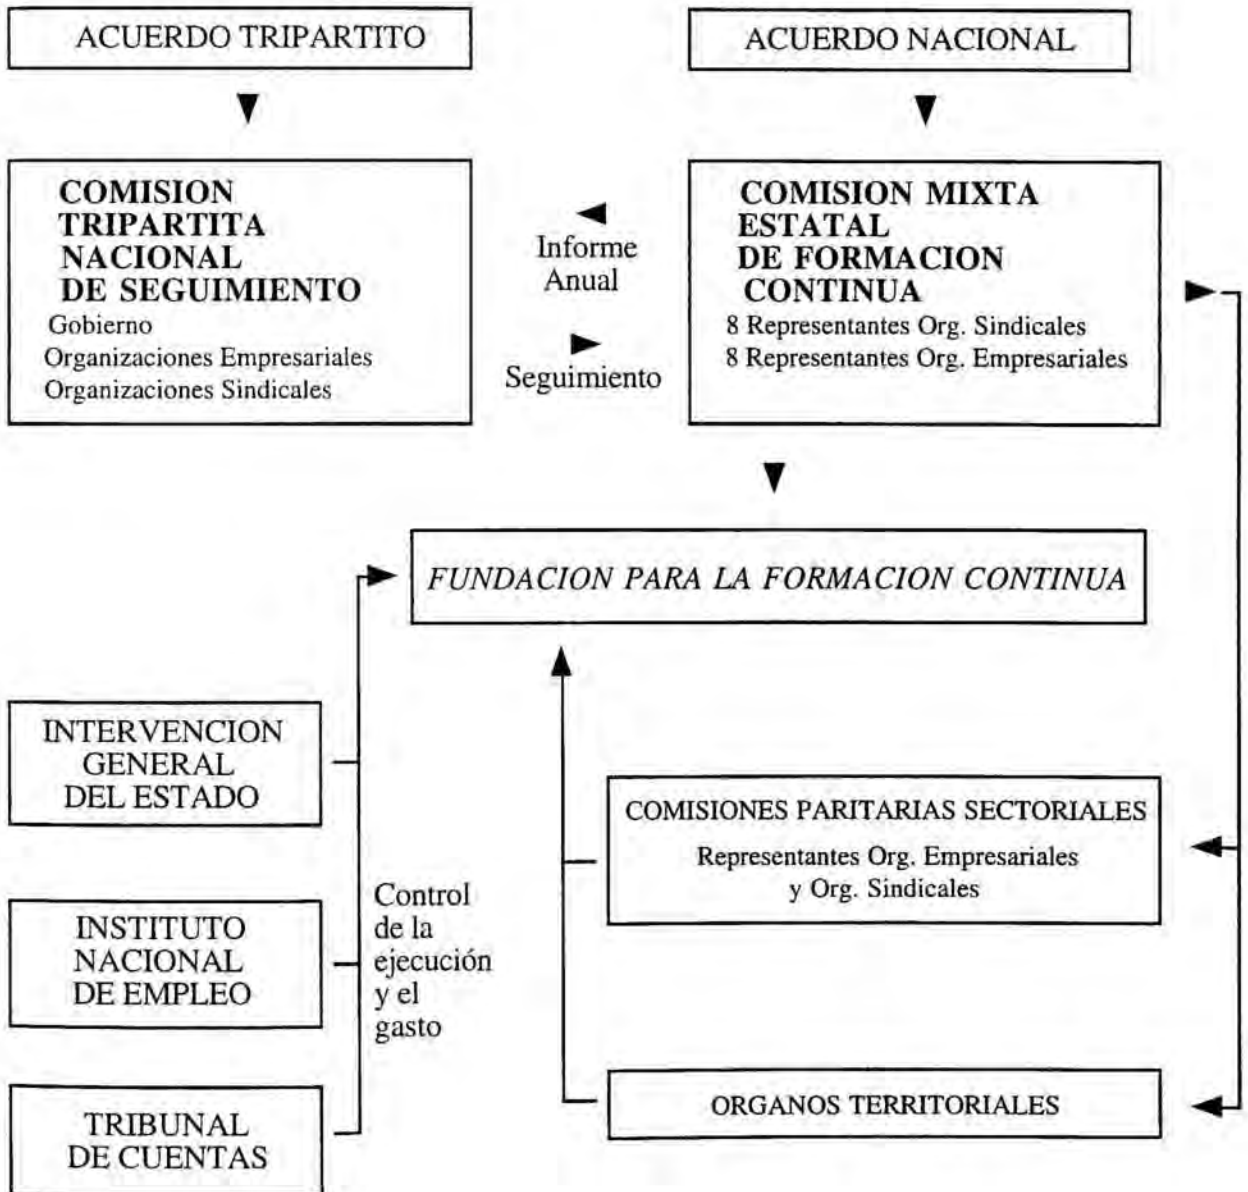 ACUERDO TRIPARTITO
ACUERDO NACIONAL
COMISION
TRIPARTITA
NACIONAL
DE SEGUIMIENTO
Gobierno
Organizaciones Empresariales
Organizaciones Sindicales
Informe
Anual
Seguimiento
COMISION MIXTA
ESTATAL
DE FORMACION
CONTINUA
8 Representantes Org. Sindicales
8 Representantes Org. Empresariales
FUNDACION PARA LA FORMACION CONTINUA
INTERVENCION
GENERAL
DEL ESTADO
INSTITUTO
NACIONAL
DE EMPLEO
TRIBUNAL
DE CUENTAS
Control
de la
ejecución
y el
gasto
COMISIONES PARITARIAS SECTORIALES
Representantes Org. Empresariales
y Org. Sindicales
ORGANOS TERRITORIALES